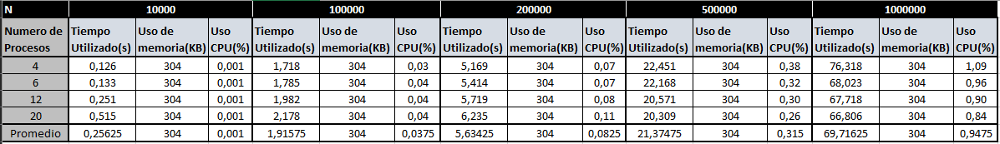 N 10000 100000 200000 500000 1000000
Numero de Procesos Tiempo Utilizado(s) Uso de memoria(KB) Uso CPU(%) Tiempo Utilizado(s) Uso de memoria(KB) Uso CPU(%) Tiempo Utilizado(s) Uso de memoria(KB) Uso CPU(%) Tiempo Utilizado(s) Uso de memoria(KB) Uso CPU(%) Tiempo Utilizado(s) Uso de memoria(KB) Uso CPU(%)
4 0,126 304 0,001 1,718 304 0,03 5,169 304 0,07 22,451 304 0,38 76,318 304 1,09
6 0,133 304 0,001 1,785 304 0,04 5,414 304 0,07 22,168 304 0,32 68,023 304 0,96
12 0,251 304 0,001 1,982 304 0,04 5,719 304 0,08 20,571 304 0,30 67,718 304 0,90
20 0,515 304 0,001 2,178 304 0,04 6,235 304 0,11 20,309 304 0,26 66,806 304 0,84
Promedio 0,25625 304 0,001 1,91575 304 0,0375 5,63425 304 0,0825 21,37475 304 0,315 69,71625 304 0,9475